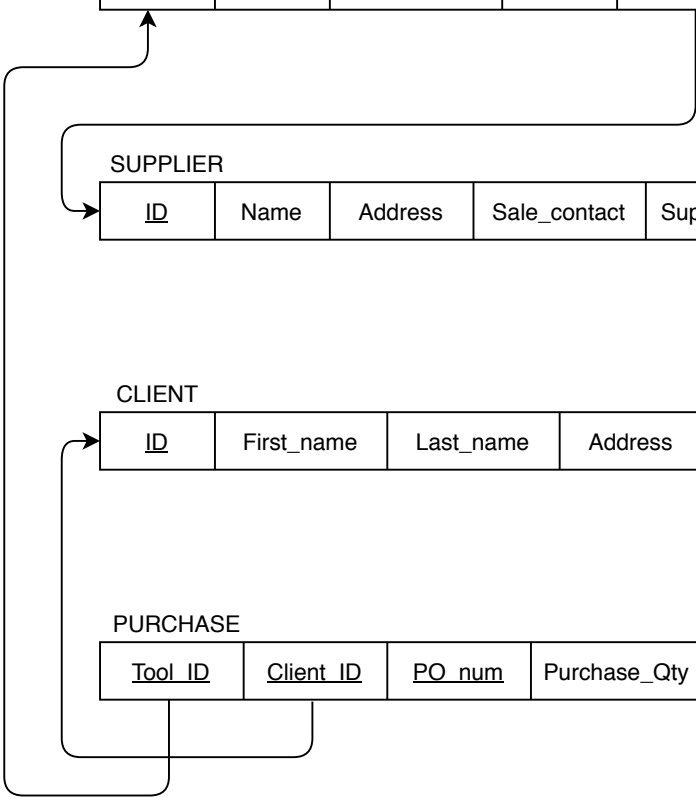 SUPPLIER
ID Name Address Sale_contact Sup
CLIENT
ID First_name Last_name Address
PURCHASE
Tool_ID Client_ID PO_num Purchase_Qty